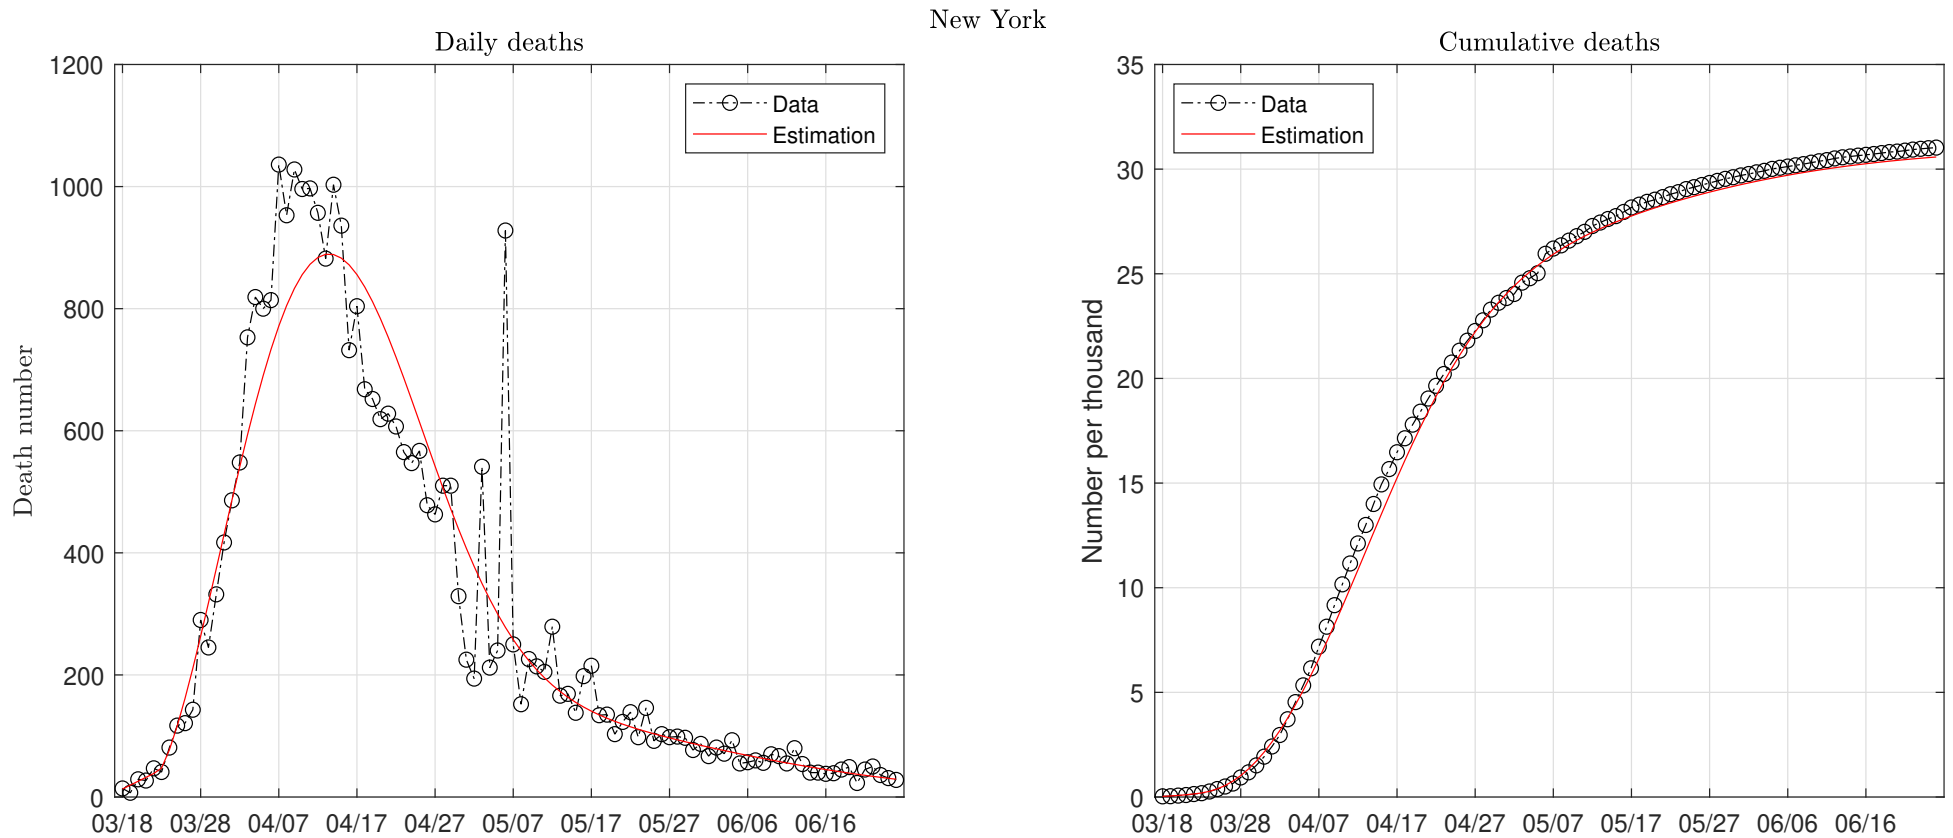 New York
Daily deaths
1200
1000
800
600
400
200
0
Death number
Data
Estimation
03/18 03/28 04/07 04/17 04/27 05/07 05/17 05/27 06/06 06/16
Cumulative deaths
35
30
25
20
15
10
5
0
Number per thousand
Data
Estimation
03/18 03/28 04/07 04/17 04/27 05/07 05/17 05/27 06/06 06/16